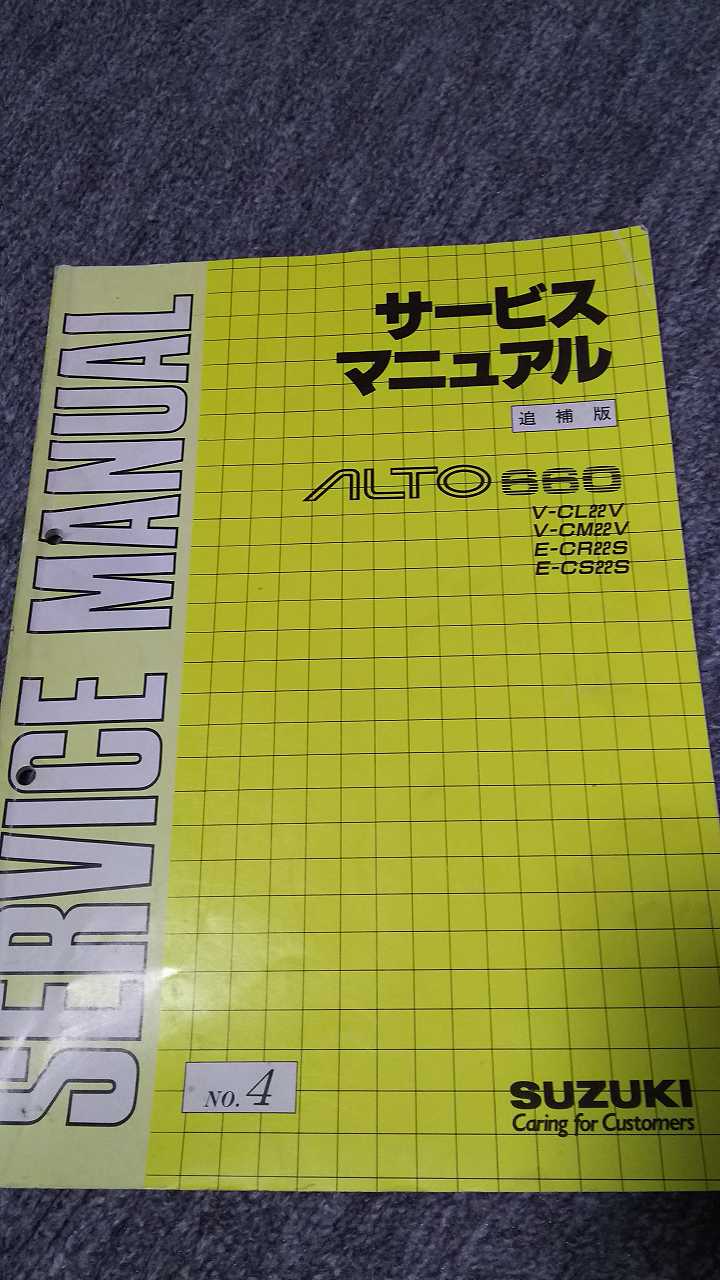 SERVICE MANUAL
サービス
マニュアル
追補版
ALTO 660
V-CL22V
V-CM22V
E-CR22S
E-CS22S
NO. 4
SUZUKI
Caring for Customers